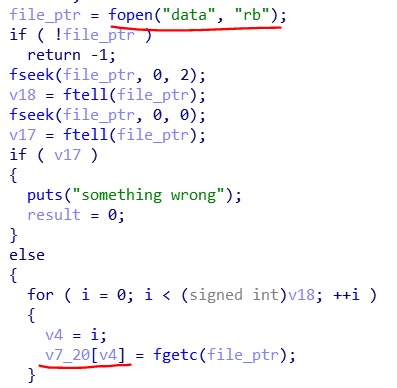 file_ptr = fopen("data", "rb");
if ( !file_ptr )
return -1;
fseek(file_ptr, 0, 2);
v18 = ftell(file_ptr);
fseek(file_ptr, 0, 0);
v17 = ftell(file_ptr);
if ( v17 )
{
puts("something wrong");
result = 0;
}
else
{
for ( i = 0; i < (signed int)v18; ++i )
{
v4 = i;
v7_20[v4] = fgetc(file_ptr);
}